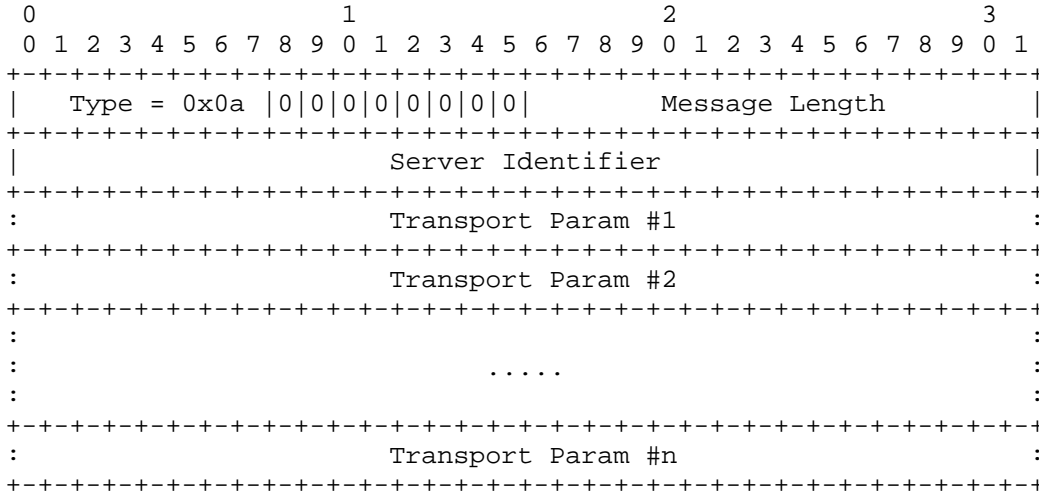 0                   1                   2                   3
 0 1 2 3 4 5 6 7 8 9 0 1 2 3 4 5 6 7 8 9 0 1 2 3 4 5 6 7 8 9 0 1
+-+-+-+-+-+-+-+-+-+-+-+-+-+-+-+-+-+-+-+-+-+-+-+-+-+-+-+-+-+-+-+-+
|   Type = 0x0a |0|0|0|0|0|0|0|0|        Message Length         |
+-+-+-+-+-+-+-+-+-+-+-+-+-+-+-+-+-+-+-+-+-+-+-+-+-+-+-+-+-+-+-+-+
|                       Server Identifier                       |
+-+-+-+-+-+-+-+-+-+-+-+-+-+-+-+-+-+-+-+-+-+-+-+-+-+-+-+-+-+-+-+-+
:                       Transport Param #1                      :
+-+-+-+-+-+-+-+-+-+-+-+-+-+-+-+-+-+-+-+-+-+-+-+-+-+-+-+-+-+-+-+-+
:                       Transport Param #2                      :
+-+-+-+-+-+-+-+-+-+-+-+-+-+-+-+-+-+-+-+-+-+-+-+-+-+-+-+-+-+-+-+-+
:                                                               :
:                             .....                             :
:                                                               :
+-+-+-+-+-+-+-+-+-+-+-+-+-+-+-+-+-+-+-+-+-+-+-+-+-+-+-+-+-+-+-+-+
:                       Transport Param #n                      :
+-+-+-+-+-+-+-+-+-+-+-+-+-+-+-+-+-+-+-+-+-+-+-+-+-+-+-+-+-+-+-+-+